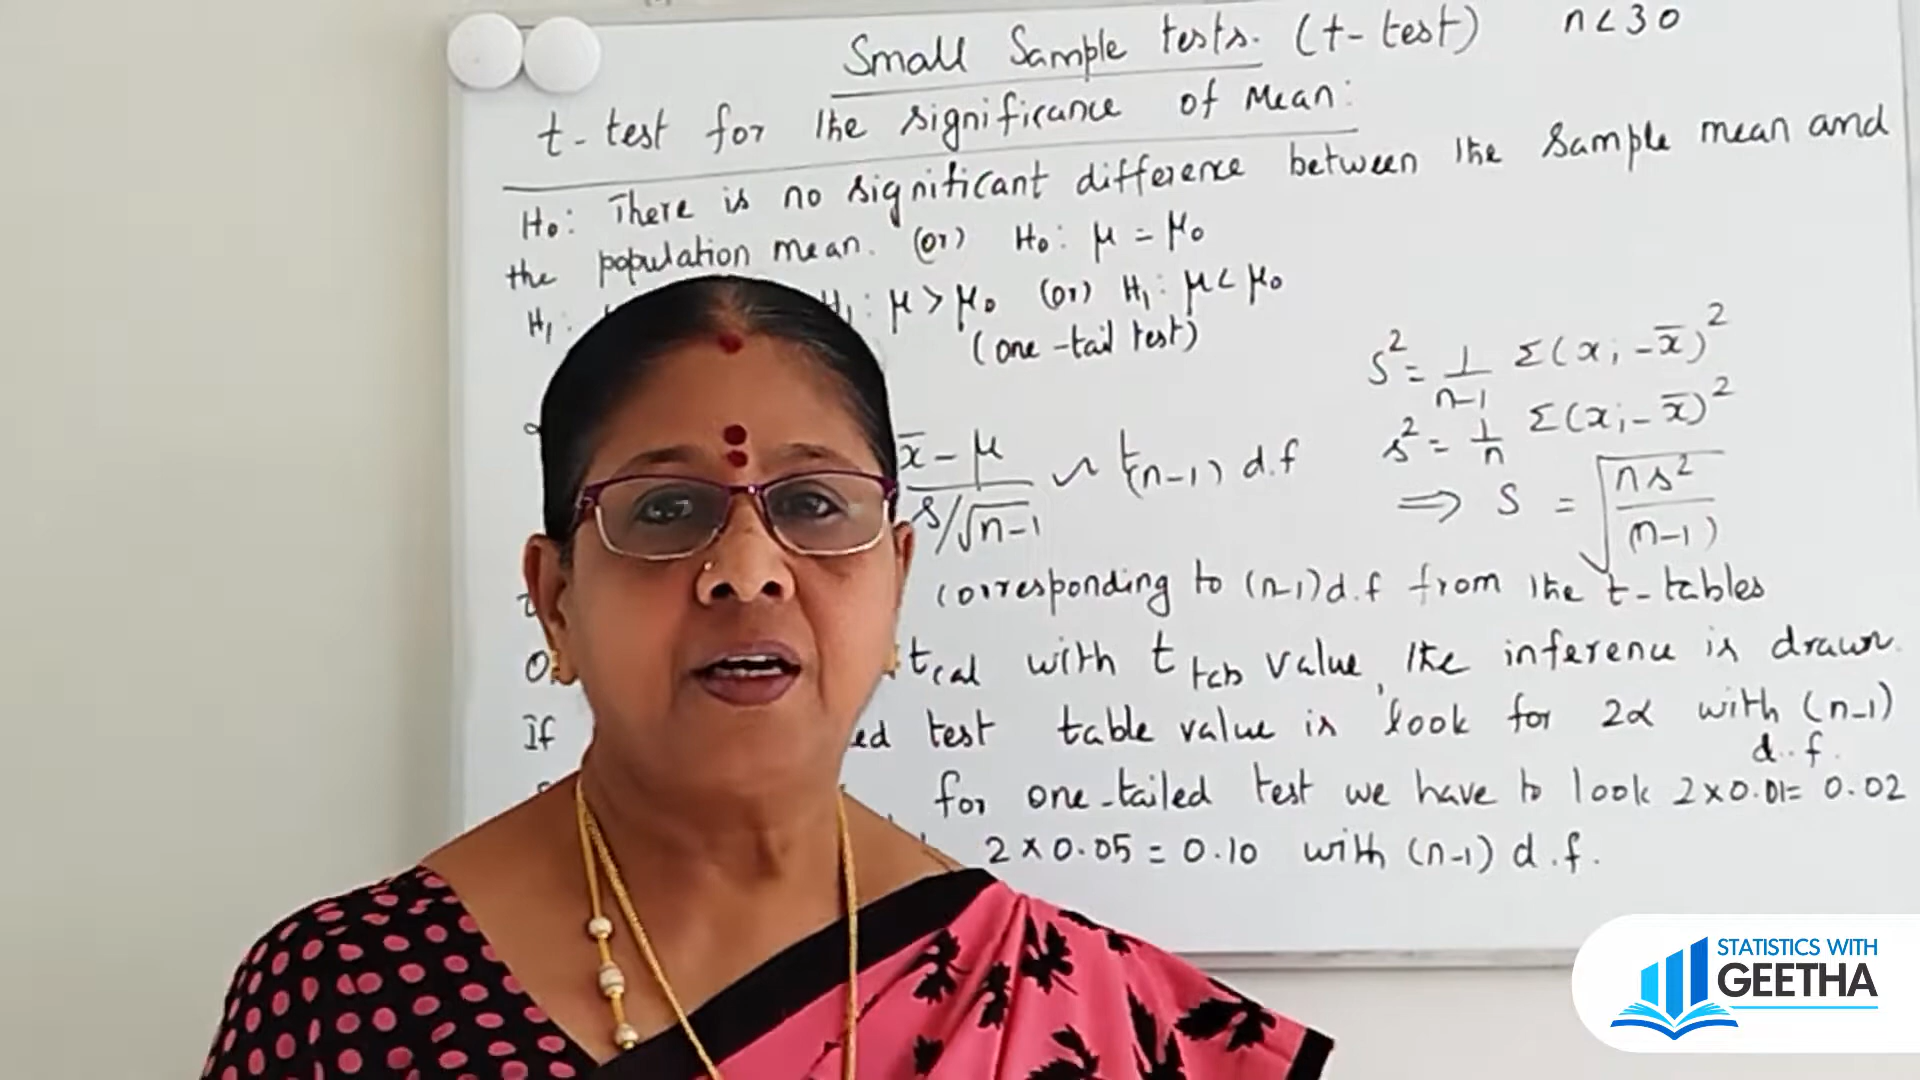 Small Sample tests. (t-test) n<30
t-test for the significance of Mean:
H₀: There is no significant difference between the sample mean and
the population mean. (or) H₀: μ = μ₀
H₁: H₁: μ > μ₀ (or) H₁: μ < μ₀
(one-tail test)
S² = 1/(n-1) Σ(xᵢ - x̄)²
s² = 1/n Σ(xᵢ - x̄)²
⟹ S = √(ns²/(n-1))
(x̄ - μ)/(s/√(n-1)) ~ t(n-1) d.f
corresponding to (n-1) d.f from the t-tables
t cal with t tab value, the inference is drawn.
If test table value is look for 2α with (n-1)
d.f.
for one-tailed test we have to look 2×0.01= 0.02
2×0.05 = 0.10 with (n-1) d.f.
STATISTICS WITH
GEETHA